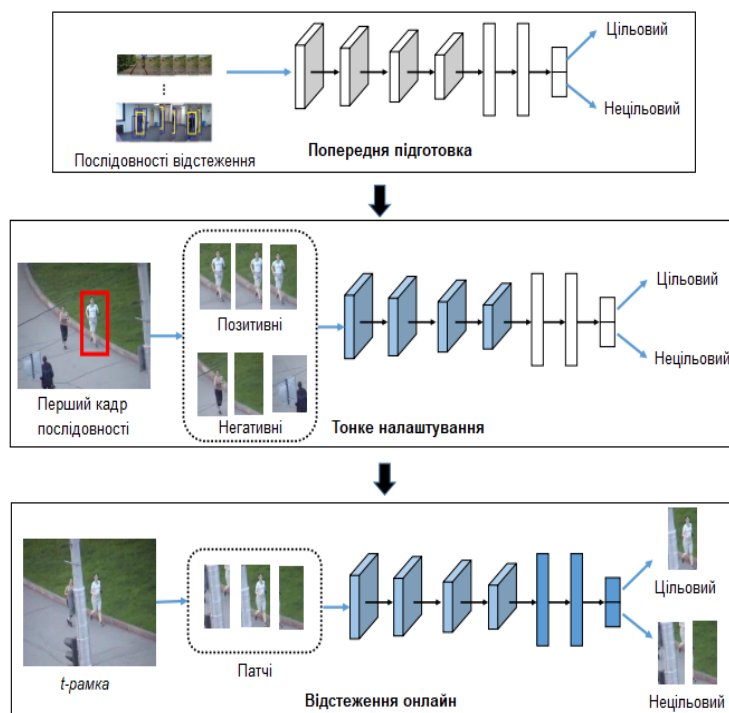 Цільовий
Нецільовий
Послідовності відстеження
Попередня підготовка
Позитивні
Негативні
Перший кадр
послідовності
Цільовий
Нецільовий
Тонке налаштування
t-рамка
Патчі
Цільовий
Нецільовий
Відстеження онлайн